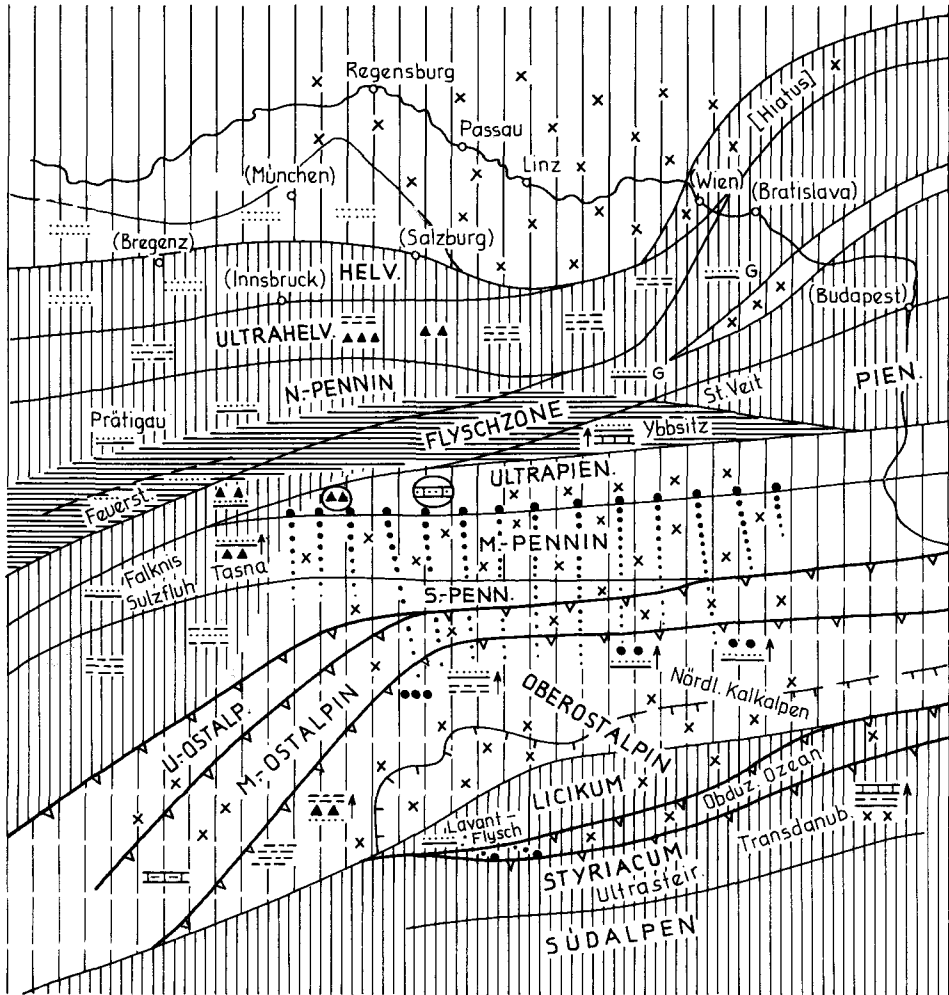 Regensburg
[Hiatus]
Passau
(München)
Linz
(Wien)
(Bratislava)
(Bregenz)
(Salzburg)
HELV.
(Innsbruck)
G
(Budapest)
ULTRAHELV.
N-PENNIN
G
St. Veit
PIEN.
Prätigau
FLYSCHZONE
Ybbsitz
ULTRAPIEN.
Feuerst.
M.-PENNIN
Falknis
Sulzfluh
Tasna
S-PENN.
Nördl. Kalkalpen
OBEROSTALPIN
U-OSTALP.
M.-OSTALPIN
LICIKUM
Obduz. Ozean
Lavant-
Flysch
Transdanub.
STYRIACUM
Ultrasteir.
SÜDALPEN